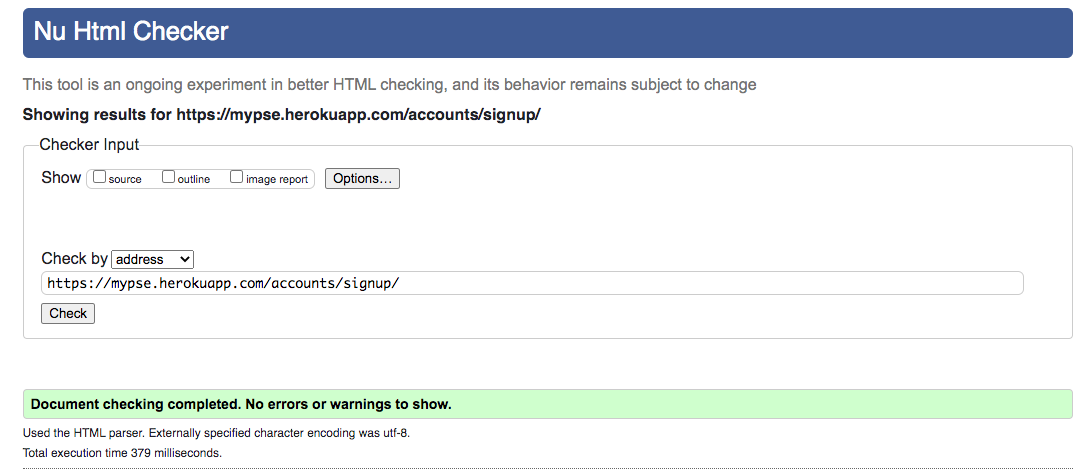 Nu Html Checker
This tool is an ongoing experiment in better HTML checking, and its behavior remains subject to change
Showing results for https://mypse.herokuapp.com/accounts/signup/
Checker Input
Show source outline image report Options...
Check by address
https://mypse.herokuapp.com/accounts/signup/
Check
Document checking completed. No errors or warnings to show.
Used the HTML parser. Externally specified character encoding was utf-8.
Total execution time 379 milliseconds.